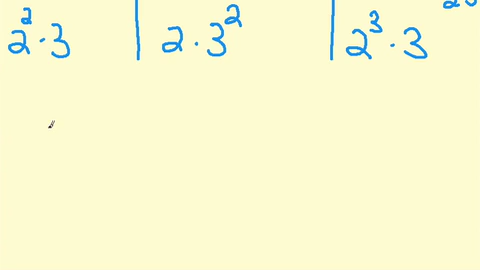 2² · 3 | 2 · 3² | 2³ · 3